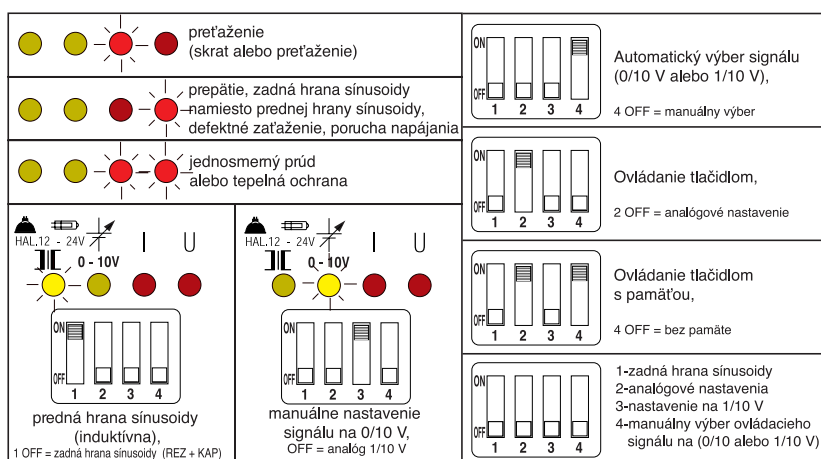 preťaženie
(skrat alebo preťaženie)
prepätie, zadná hrana sínusoidy
namiesto prednej hrany sínusoidy,
defektné zaťaženie, porucha napájania
jednosmerný prúd
alebo tepelná ochrana
HAL.12 - 24V I U
0 - 10V
ON
OFF
1 2 3 4
predná hrana sínusoidy
(induktívna),
1 OFF = zadná hrana sínusoidy (REZ + KAP)
HAL.12 - 24V I U
0 - 10V
ON
OFF
1 2 3 4
manuálne nastavenie
signálu na 0/10 V,
OFF = analóg 1/10 V
ON
OFF
1 2 3 4
Automatický výber signálu
(0/10 V alebo 1/10 V),
4 OFF = manuálny výber
ON
OFF
1 2 3 4
Ovládanie tlačidlom,
2 OFF = analógové nastavenie
ON
OFF
1 2 3 4
Ovládanie tlačidlom
s pamäťou,
4 OFF = bez pamäte
ON
OFF
1 2 3 4
1-zadná hrana sínusoidy
2-analógové nastavenia
3-nastavenie na 1/10 V
4-manuálny výber ovládacieho
signálu na (0/10 alebo 1/10 V)